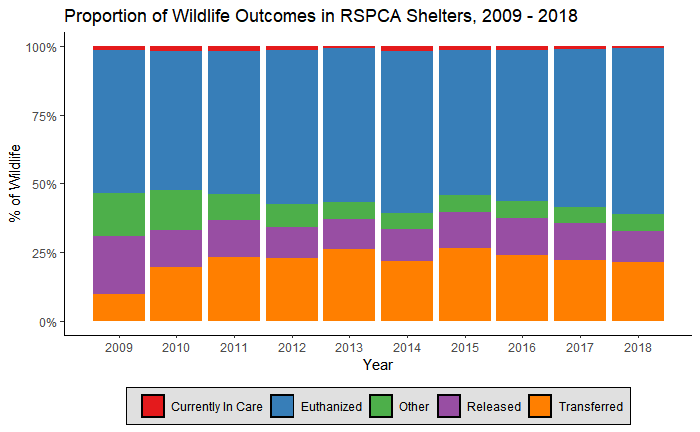 Proportion of Wildlife Outcomes in RSPCA Shelters, 2009 - 2018
% of Wildlife
100%
75%
50%
25%
0%
2009 2010 2011 2012 2013 2014 2015 2016 2017 2018
Year
Currently In Care Euthanized Other Released Transferred